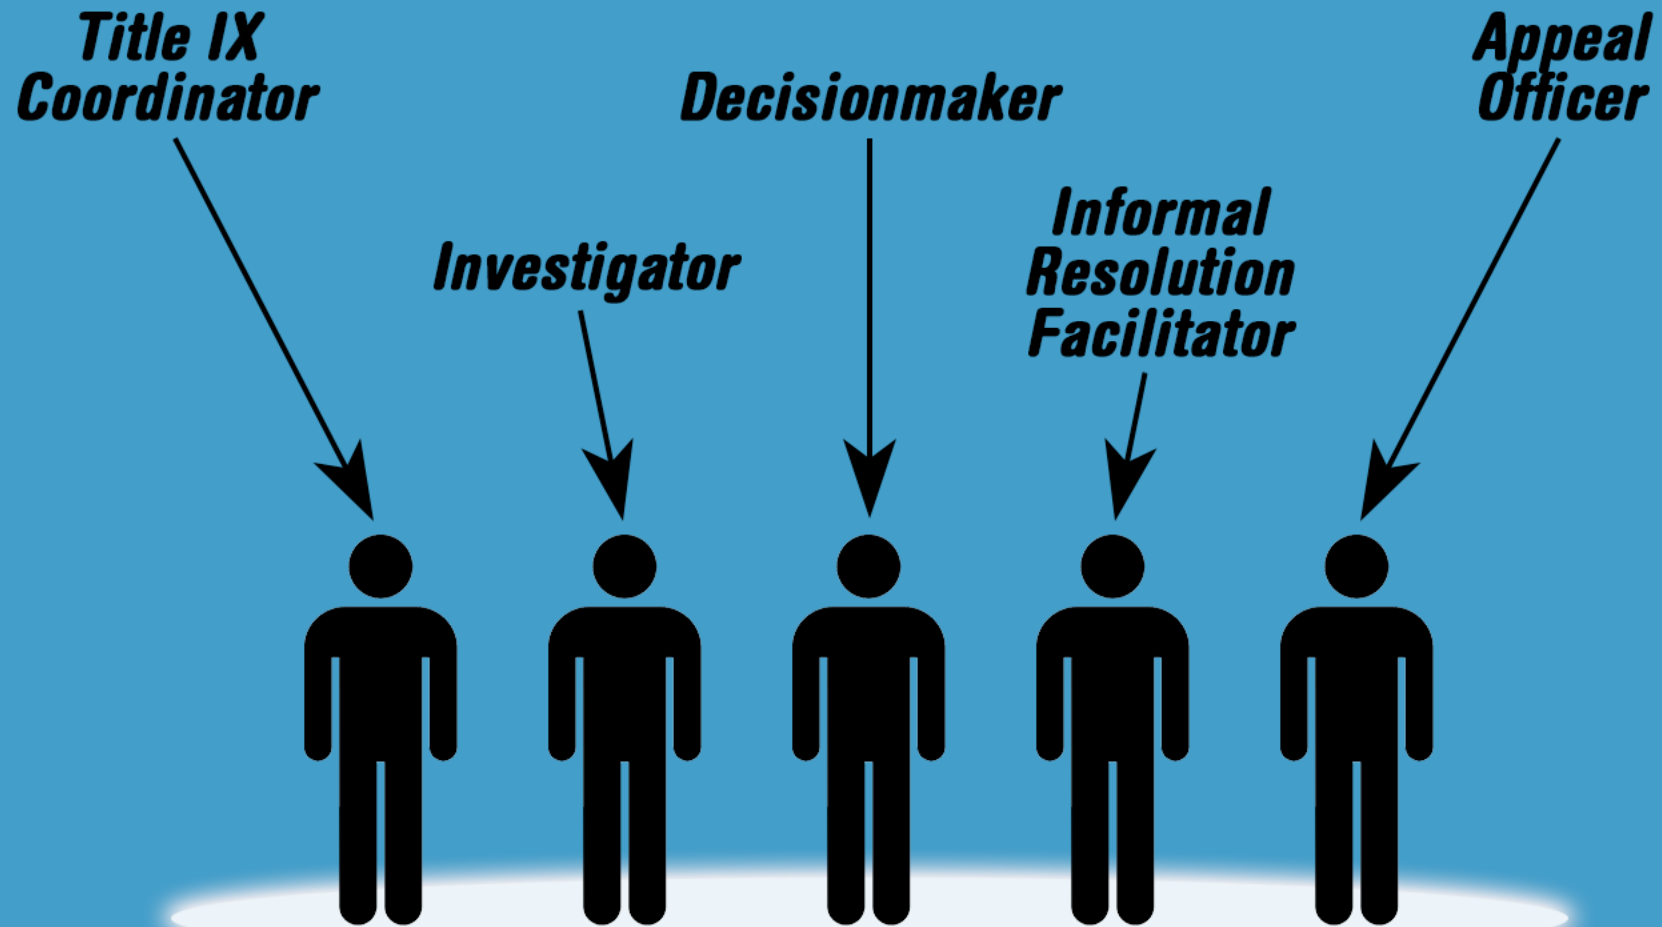 Title IX
Coordinator
Investigator
Decisionmaker
Informal
Resolution
Facilitator
Appeal
Officer